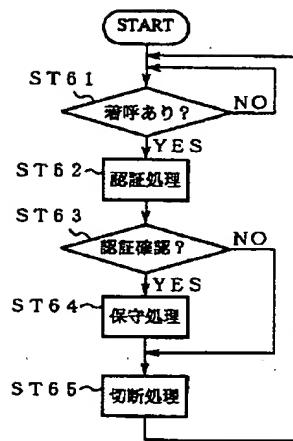 START
ST61
着呼あり?
NO
YES
ST62
認証処理
ST63
認証確認?
NO
YES
ST64
保守処理
ST65
切断処理